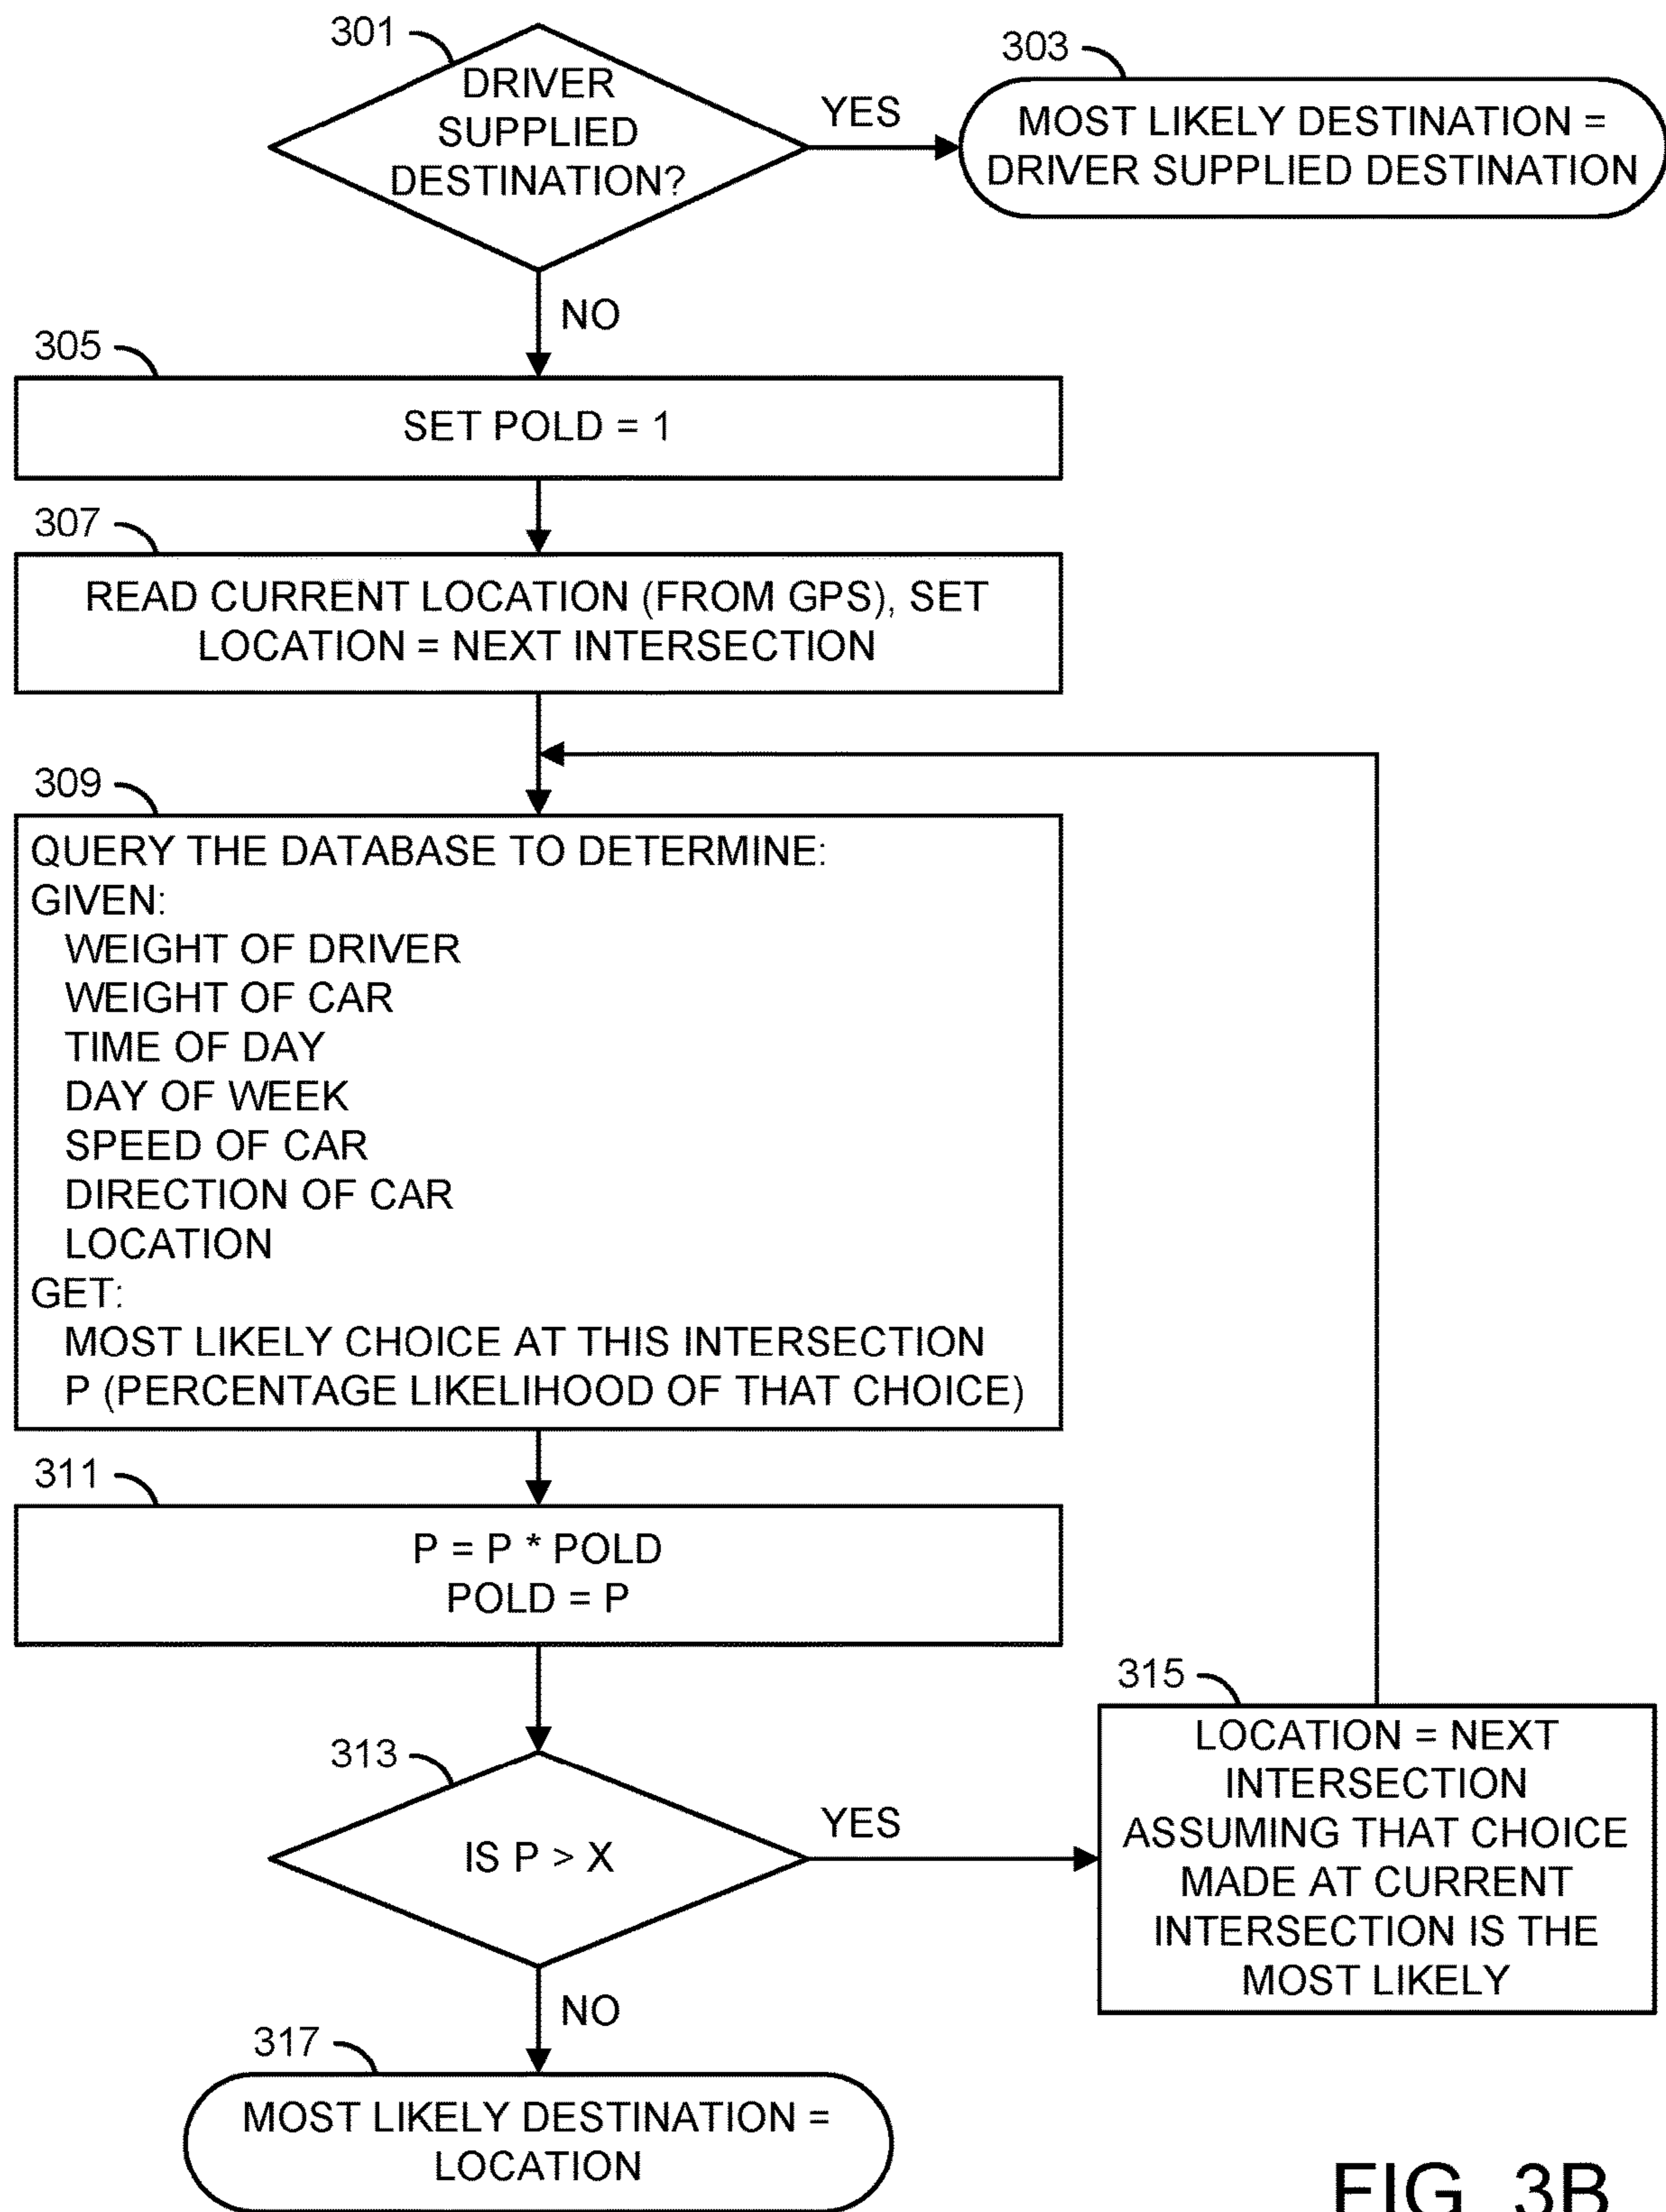 301
DRIVER
SUPPLIED
DESTINATION?
YES
303
MOST LIKELY DESTINATION =
DRIVER SUPPLIED DESTINATION
NO
305
SET POLD = 1
307
READ CURRENT LOCATION (FROM GPS), SET
LOCATION = NEXT INTERSECTION
309
QUERY THE DATABASE TO DETERMINE:
GIVEN:
WEIGHT OF DRIVER
WEIGHT OF CAR
TIME OF DAY
DAY OF WEEK
SPEED OF CAR
DIRECTION OF CAR
LOCATION
GET:
MOST LIKELY CHOICE AT THIS INTERSECTION
P (PERCENTAGE LIKELIHOOD OF THAT CHOICE)
311
P = P * POLD
POLD = P
313
IS P > X
YES
315
LOCATION = NEXT
INTERSECTION
ASSUMING THAT CHOICE
MADE AT CURRENT
INTERSECTION IS THE
MOST LIKELY
NO
317
MOST LIKELY DESTINATION =
LOCATION
FIG. 3B